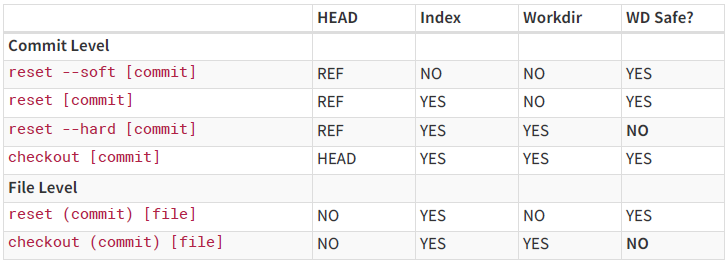 HEAD Index Workdir WD Safe?
Commit Level
reset --soft [commit] REF NO NO YES
reset [commit] REF YES NO YES
reset --hard [commit] REF YES YES NO
checkout [commit] HEAD YES YES YES
File Level
reset (commit) [file] NO YES NO YES
checkout (commit) [file] NO YES YES NO